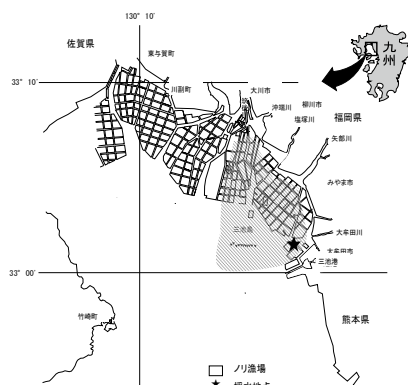 130° 10′
九州
佐賀県
東与賀町
33° 10′
川副町
大川市
沖端川
柳川市
塩塚川
福岡県
矢部川
みやま市
三池島
大牟田川
大牟田市
三池港
33° 00′
竹崎町
熊本県
ノリ漁場